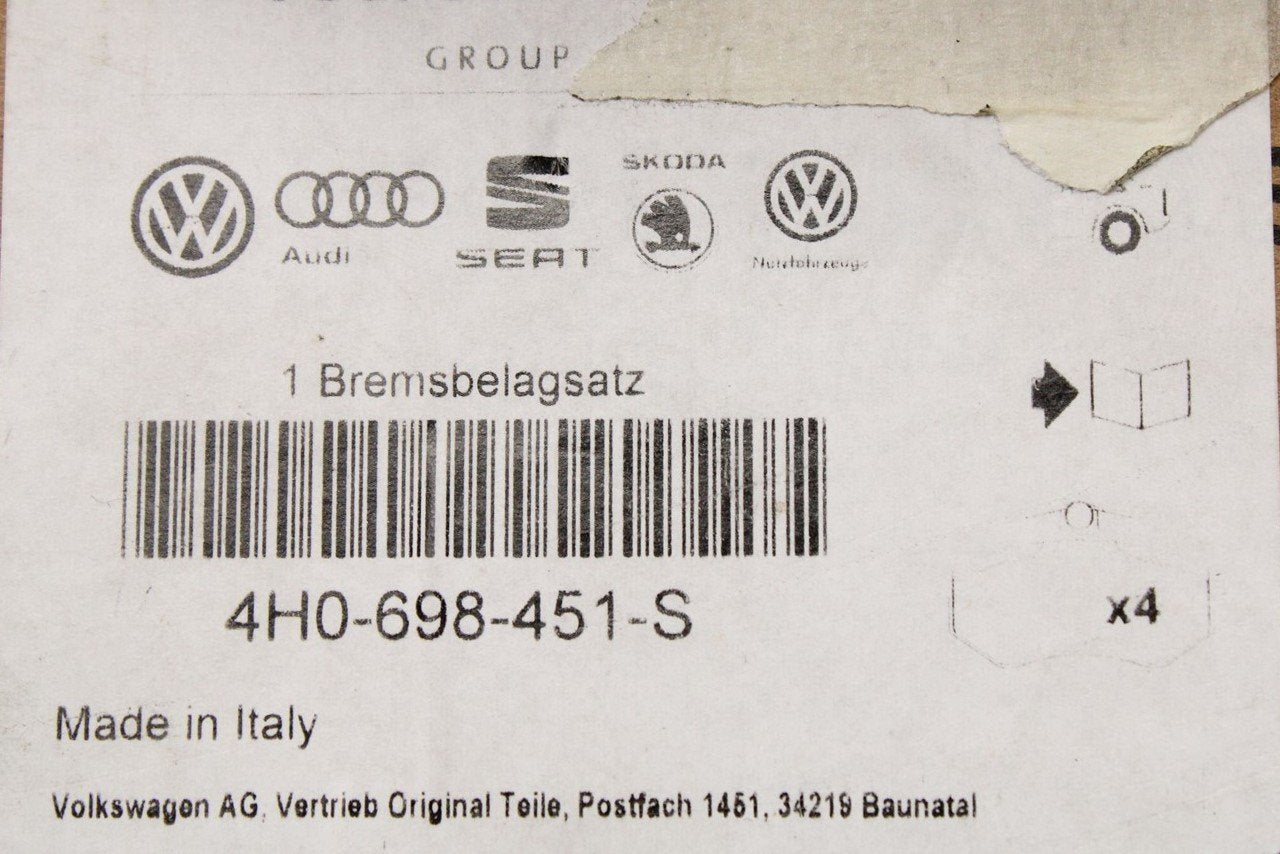 GROUP
SKODA
Audi
SEAT
Nutzfahrzeuge
1 Bremsbelagsatz
4H0-698-451-S
x4
Made in Italy
Volkswagen AG, Vertrieb Original Teile, Postfach 1451, 34219 Baunatal